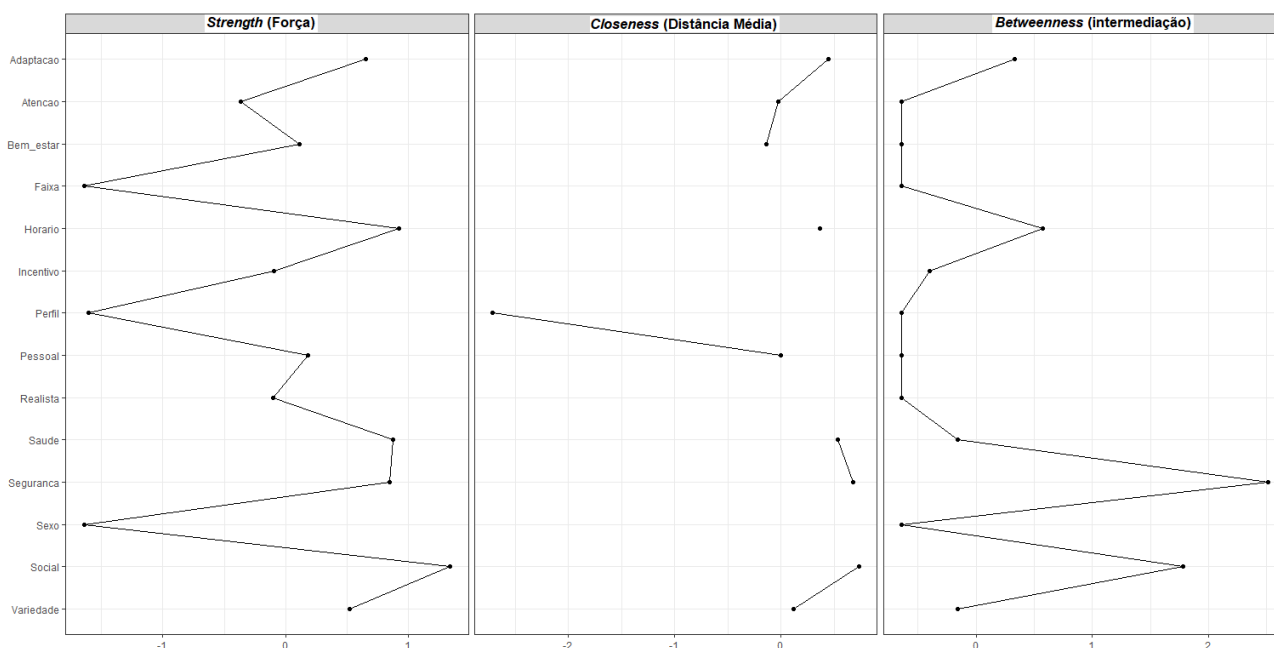 Strength (Força)
Closeness (Distância Média)
Betweenness (intermediação)
Adaptacao
Atencao
Bem_estar
Faixa
Horario
Incentivo
Perfil
Pessoal
Realista
Saude
Seguranca
Sexo
Social
Variedade
-1 0 1
-2 -1 0
0 1 2